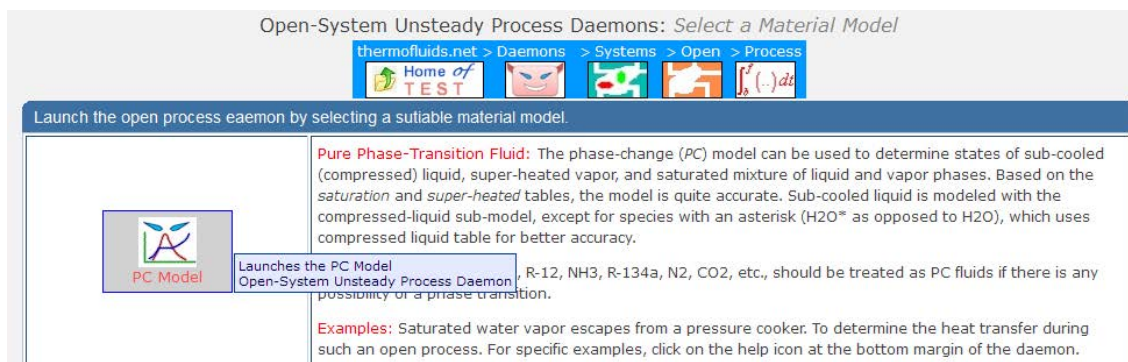 Open-System Unsteady Process Daemons: Select a Material Model
thermofluids.net > Daemons > Systems > Open > Process
Home of
TEST
∫ᵇᶠ(..)dt
Launch the open process eaemon by selecting a sutiable material model.
Pure Phase-Transition Fluid: The phase-change (PC) model can be used to determine states of sub-cooled
(compressed) liquid, super-heated vapor, and saturated mixture of liquid and vapor phases. Based on the
saturation and super-heated tables, the model is quite accurate. Sub-cooled liquid is modeled with the
compressed-liquid sub-model, except for species with an asterisk (H2O* as opposed to H2O), which uses
compressed liquid table for better accuracy.
PC Model
Launches the PC Model
Open-System Unsteady Process Daemon
, R-12, NH3, R-134a, N2, CO2, etc., should be treated as PC fluids if there is any
possibility of a phase transition.
Examples: Saturated water vapor escapes from a pressure cooker. To determine the heat transfer during
such an open process. For specific examples, click on the help icon at the bottom margin of the daemon.